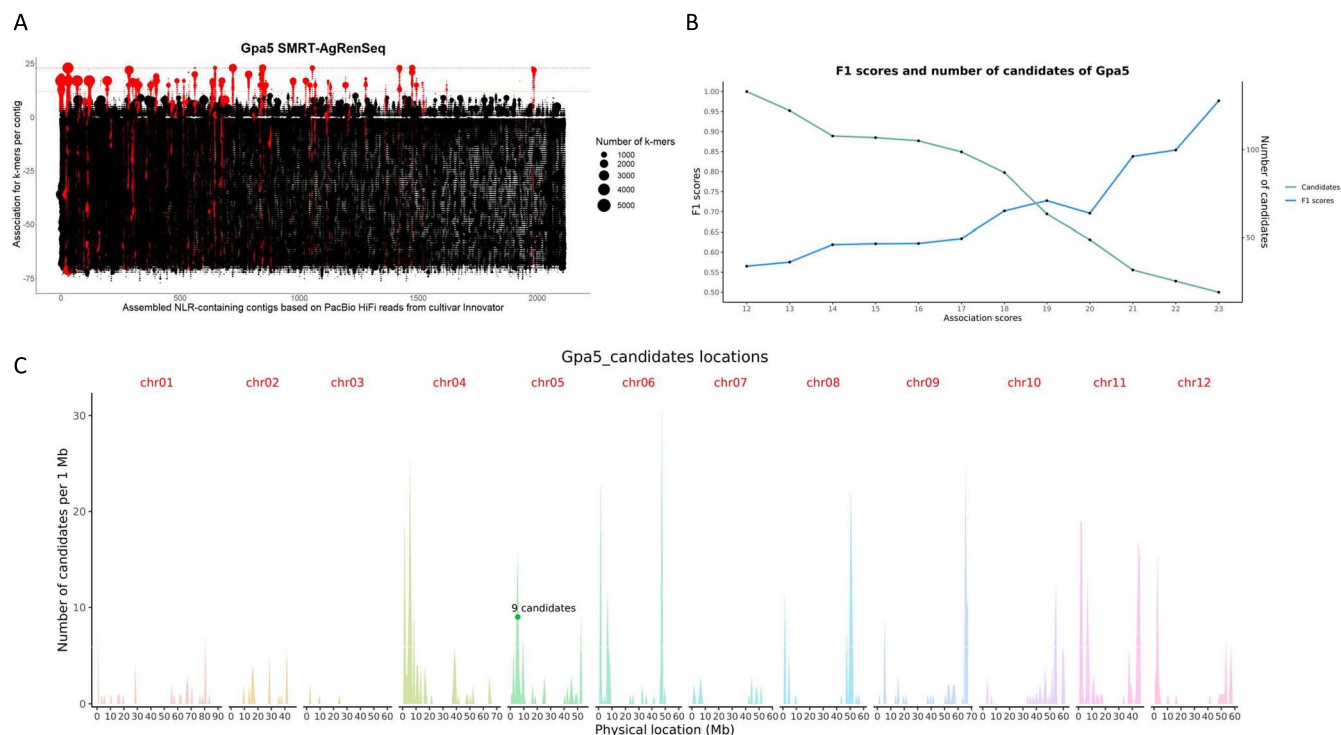 A
Gpa5 SMRT-AgRenSeq
Association for k-mers per contig
25
0
-25
-50
-75
0 500 1000 1500 2000
Assembled NLR-containing contigs based on PacBio HiFi reads from cultivar Innovator
Number of k-mers
1000
2000
3000
4000
5000
B
F1 scores and number of candidates of Gpa5
F1 scores
1.00
0.95
0.90
0.85
0.80
0.75
0.70
0.65
0.60
0.55
0.50
12 13 14 15 16 17 18 19 20 21 22 23
Association scores
100
50
Number of candidates
Candidates
F1 scores
C
Gpa5_candidates locations
chr01 chr02 chr03 chr04 chr05 chr06 chr07 chr08 chr09 chr10 chr11 chr12
Number of candidates per 1 Mb
30
20
10
0
9 candidates
0 10 20 30 40 50 60 70 80 90 0 10 20 30 40 0 10 20 30 40 50 60 0 10 20 30 40 50 60 70 0 10 20 30 40 50 0 10 20 30 40 50 60 0 10 20 30 40 50 60 0 10 20 30 40 50 60 0 10 20 30 40 50 60 70 0 10 20 30 40 50 60 0 10 20 30 40 0 10 20 30 40 50 60
Physical location (Mb)